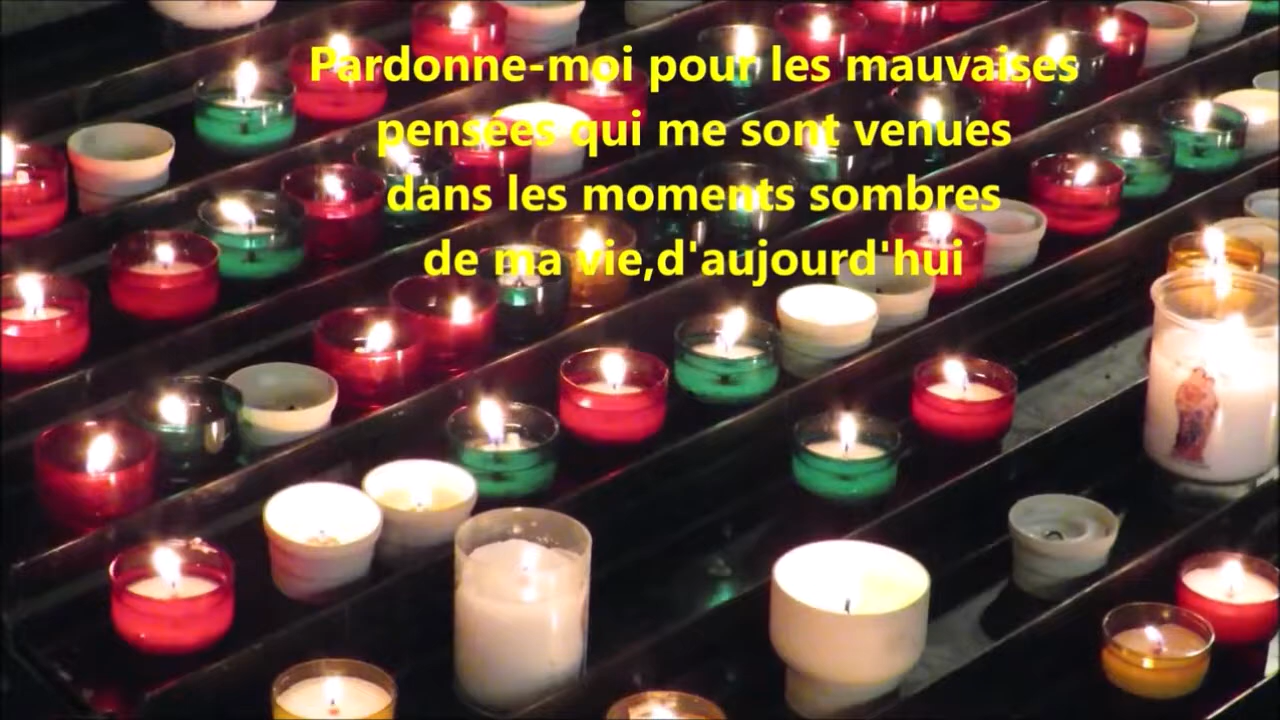 Pardonne-moi pour les mauvaises
pensées qui me sont venues
dans les moments sombres
de ma vie,d'aujourd'hui